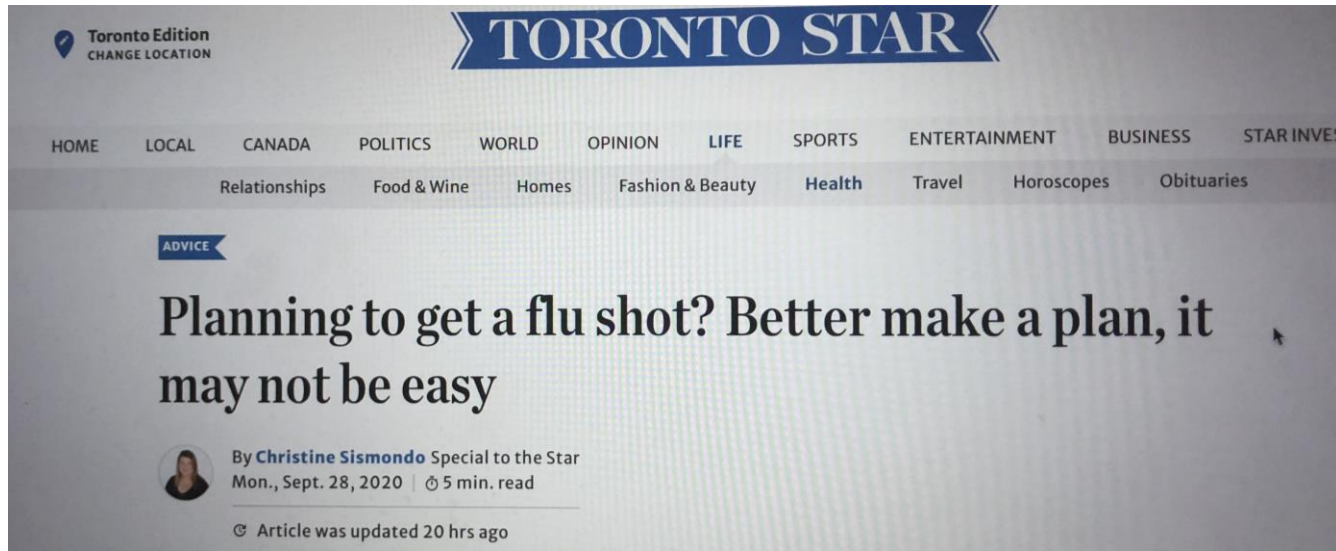 Toronto Edition
CHANGE LOCATION
TORONTO STAR
HOME LOCAL CANADA POLITICS WORLD OPINION LIFE SPORTS ENTERTAINMENT BUSINESS STAR INVES
Relationships Food & Wine Homes Fashion & Beauty Health Travel Horoscopes Obituaries
ADVICE
Planning to get a flu shot? Better make a plan, it
may not be easy
By Christine Sismondo Special to the Star
Mon., Sept. 28, 2020 | 5 min. read
Article was updated 20 hrs ago